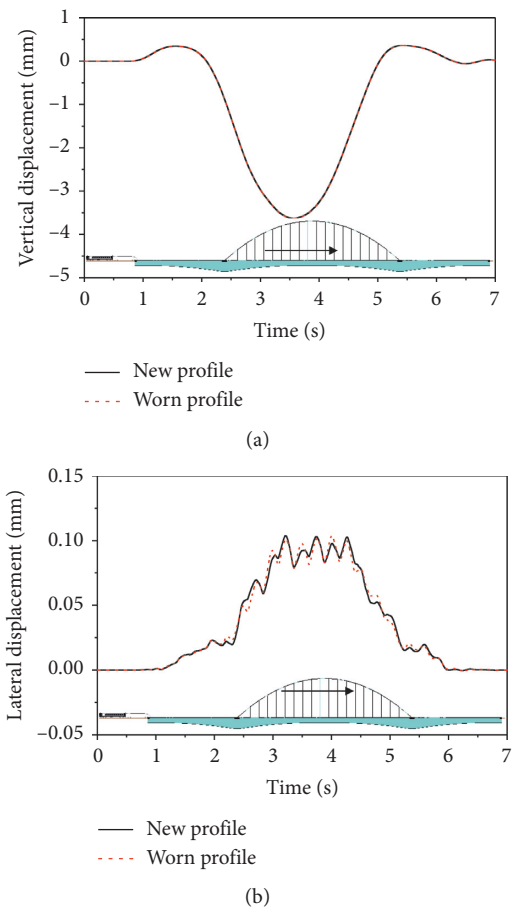 1
0
−1
−2
−3
−4
−5
Vertical displacement (mm)
0 1 2 3 4 5 6 7
Time (s)
New profile
Worn profile
(a)
0.15
0.10
0.05
0.00
−0.05
Lateral displacement (mm)
0 1 2 3 4 5 6 7
Time (s)
New profile
Worn profile
(b)